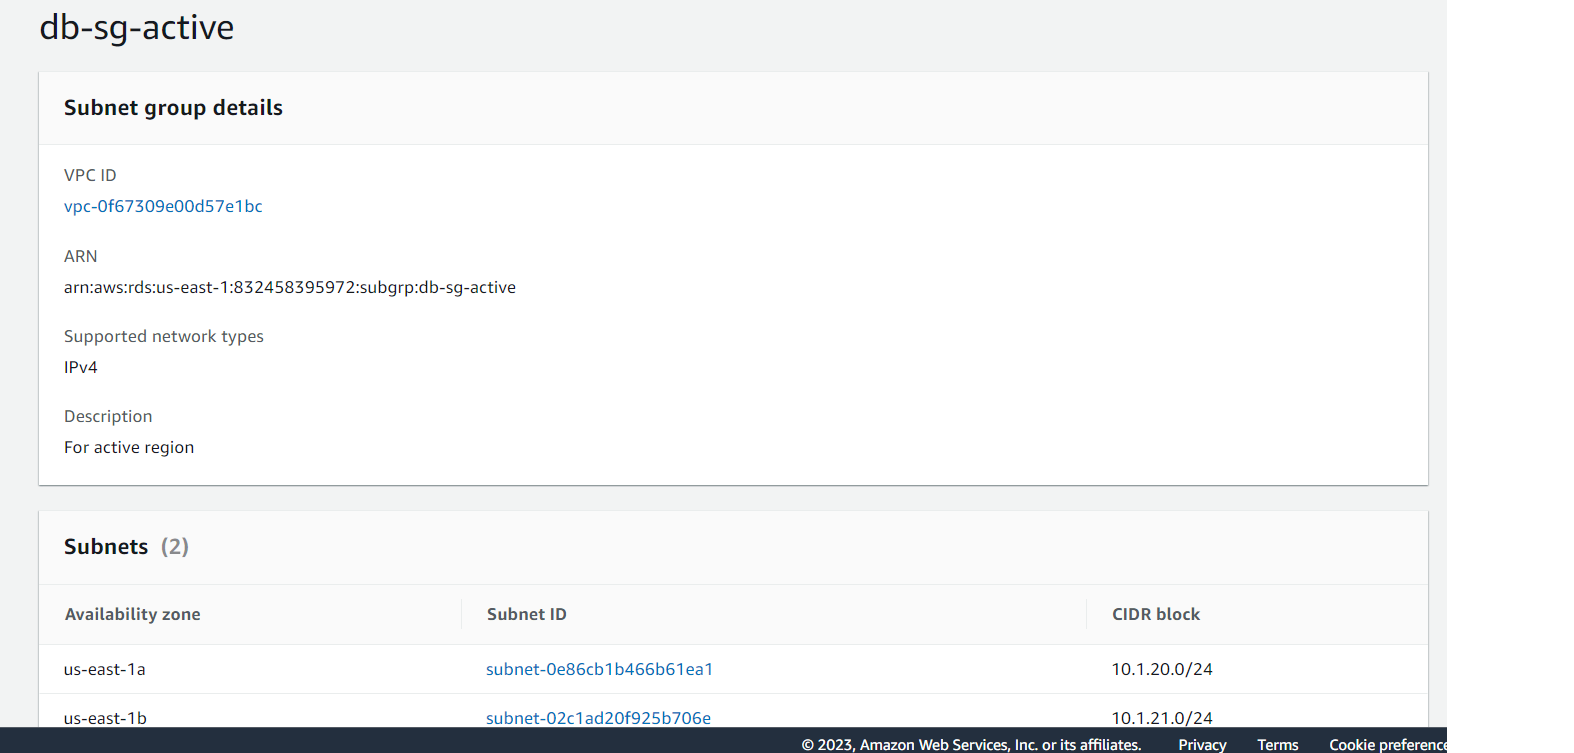 db-sg-active
Subnet group details
VPC ID
vpc-0f67309e00d57e1bc
ARN
arn:aws:rds:us-east-1:832458395972:subgrp:db-sg-active
Supported network types
IPv4
Description
For active region
Subnets (2)
Availability zone Subnet ID CIDR block
us-east-1a subnet-0e86cb1b466b61ea1 10.1.20.0/24
us-east-1b subnet-02c1ad20f925b706e 10.1.21.0/24
© 2023, Amazon Web Services, Inc. or its affiliates. Privacy Terms Cookie preference